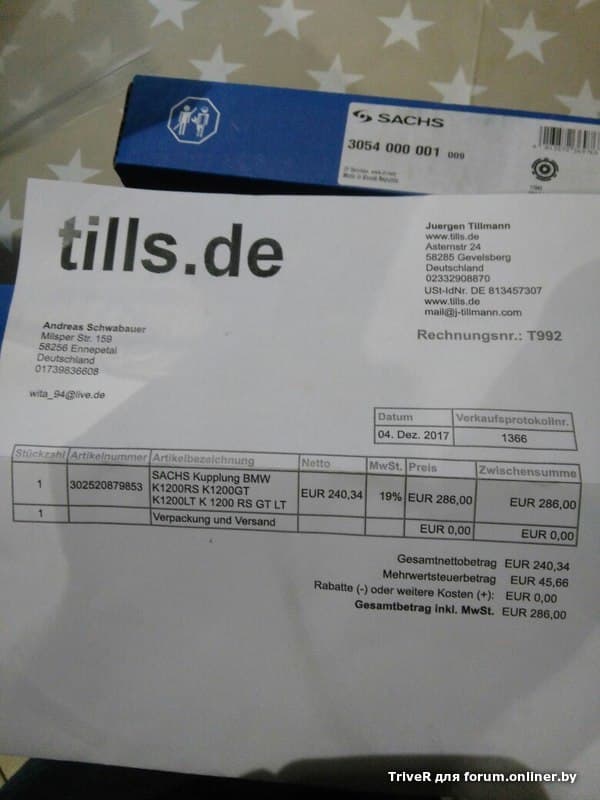 SACHS
3054 000 001 009
tills.de
Juergen Tillmann
www.tills.de
Asternstr 24
58285 Gevelsberg
Deutschland
02332908870
USt-IdNr. DE 813457307
www.tills.de
mail@j-tillmann.com
Rechnungsnr.: T992
Andreas Schwabauer
Milsper Str. 159
58256 Ennepetal
Deutschland
01739836608
wita_94@live.de
Datum Verkaufsprotokollnr.
04. Dez. 2017 1366
Stückzahl Artikelnummer Artikelbezeichnung Netto MwSt. Preis Zwischensumme
1 302520879853 SACHS Kupplung BMW K1200RS K1200GT K1200LT K 1200 RS GT LT EUR 240,34 19% EUR 286,00 EUR 286,00
1 Verpackung und Versand EUR 0,00 EUR 0,00
Gesamtnettobetrag EUR 240,34
Mehrwertsteuerbetrag EUR 45,66
Rabatte (-) oder weitere Kosten (+): EUR 0,00
Gesamtbetrag inkl. MwSt. EUR 286,00
TriveR для forum.onliner.by